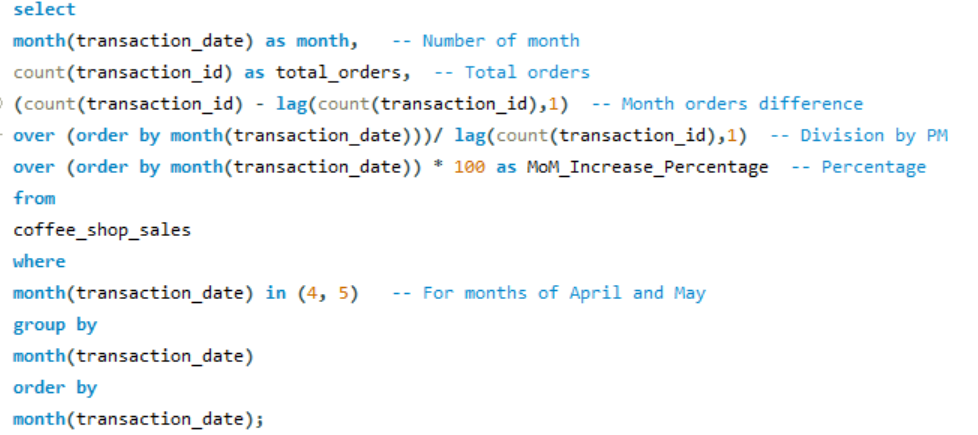 select
month(transaction_date) as month,   -- Number of month
count(transaction_id) as total_orders,  -- Total orders
(count(transaction_id) - lag(count(transaction_id),1)  -- Month orders difference
over (order by month(transaction_date)))/ lag(count(transaction_id),1)  -- Division by PM
over (order by month(transaction_date)) * 100 as MoM_Increase_Percentage  -- Percentage
from
coffee_shop_sales
where
month(transaction_date) in (4, 5)   -- For months of April and May
group by
month(transaction_date)
order by
month(transaction_date);